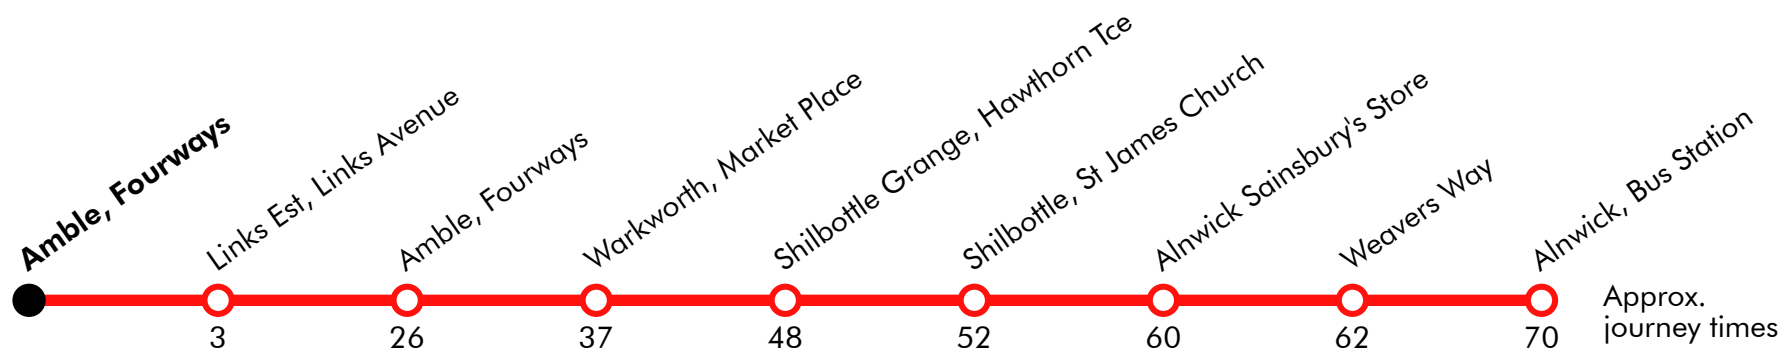 Amble, Fourways
Links Est, Links Avenue
Amble, Fourways
Warkworth, Market Place
Shilbottle Grange, Hawthorn Tce
Shilbottle, St James Church
Alnwick Sainsbury's Store
Weavers Way
Alnwick, Bus Station
3
26
37
48
52
60
62
70
Approx.
journey times